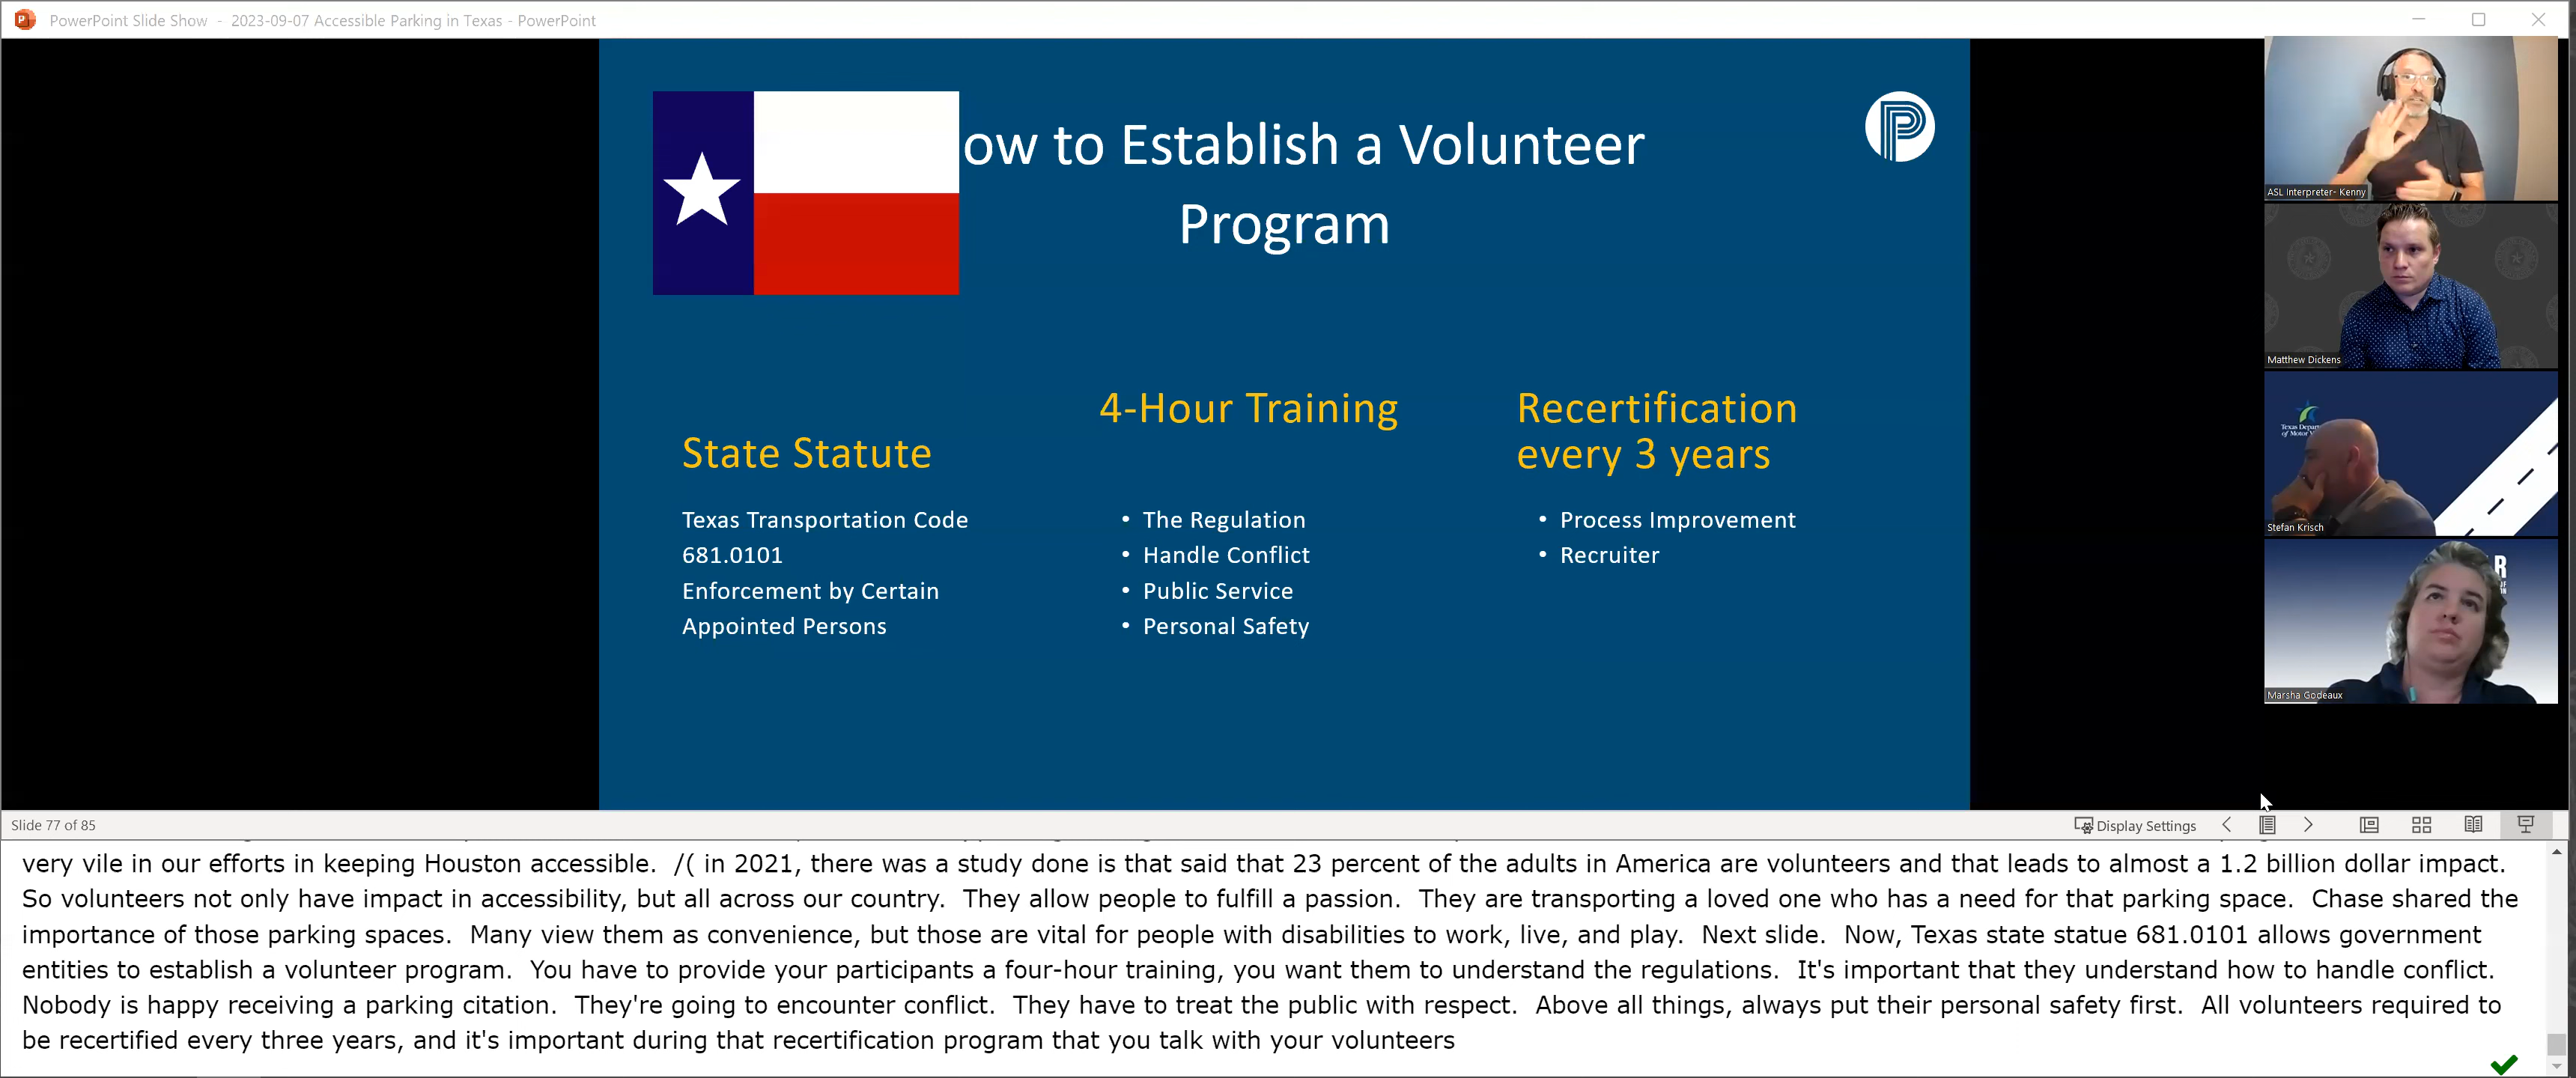 PowerPoint Slide Show - 2023-09-07 Accessible Parking in Texas - PowerPoint
ow to Establish a Volunteer
Program
State Statute
Texas Transportation Code
681.0101
Enforcement by Certain
Appointed Persons
4-Hour Training
• The Regulation
• Handle Conflict
• Public Service
• Personal Safety
Recertification
every 3 years
• Process Improvement
• Recruiter
ASL Interpreter- Kenny
Matthew Dickens
Texas
of Motor
Stefan Krisch
R
Marsha Godeaux
Slide 77 of 85
Display Settings
very vile in our efforts in keeping Houston accessible.  /( in 2021, there was a study done is that said that 23 percent of the adults in America are volunteers and that leads to almost a 1.2 billion dollar impact.
So volunteers not only have impact in accessibility, but all across our country.  They allow people to fulfill a passion.  They are transporting a loved one who has a need for that parking space.  Chase shared the
importance of those parking spaces.  Many view them as convenience, but those are vital for people with disabilities to work, live, and play.  Next slide.  Now, Texas state statue 681.0101 allows government
entities to establish a volunteer program.  You have to provide your participants a four-hour training, you want them to understand the regulations.  It's important that they understand how to handle conflict.
Nobody is happy receiving a parking citation.  They're going to encounter conflict.  They have to treat the public with respect.  Above all things, always put their personal safety first.  All volunteers required to
be recertified every three years, and it's important during that recertification program that you talk with your volunteers